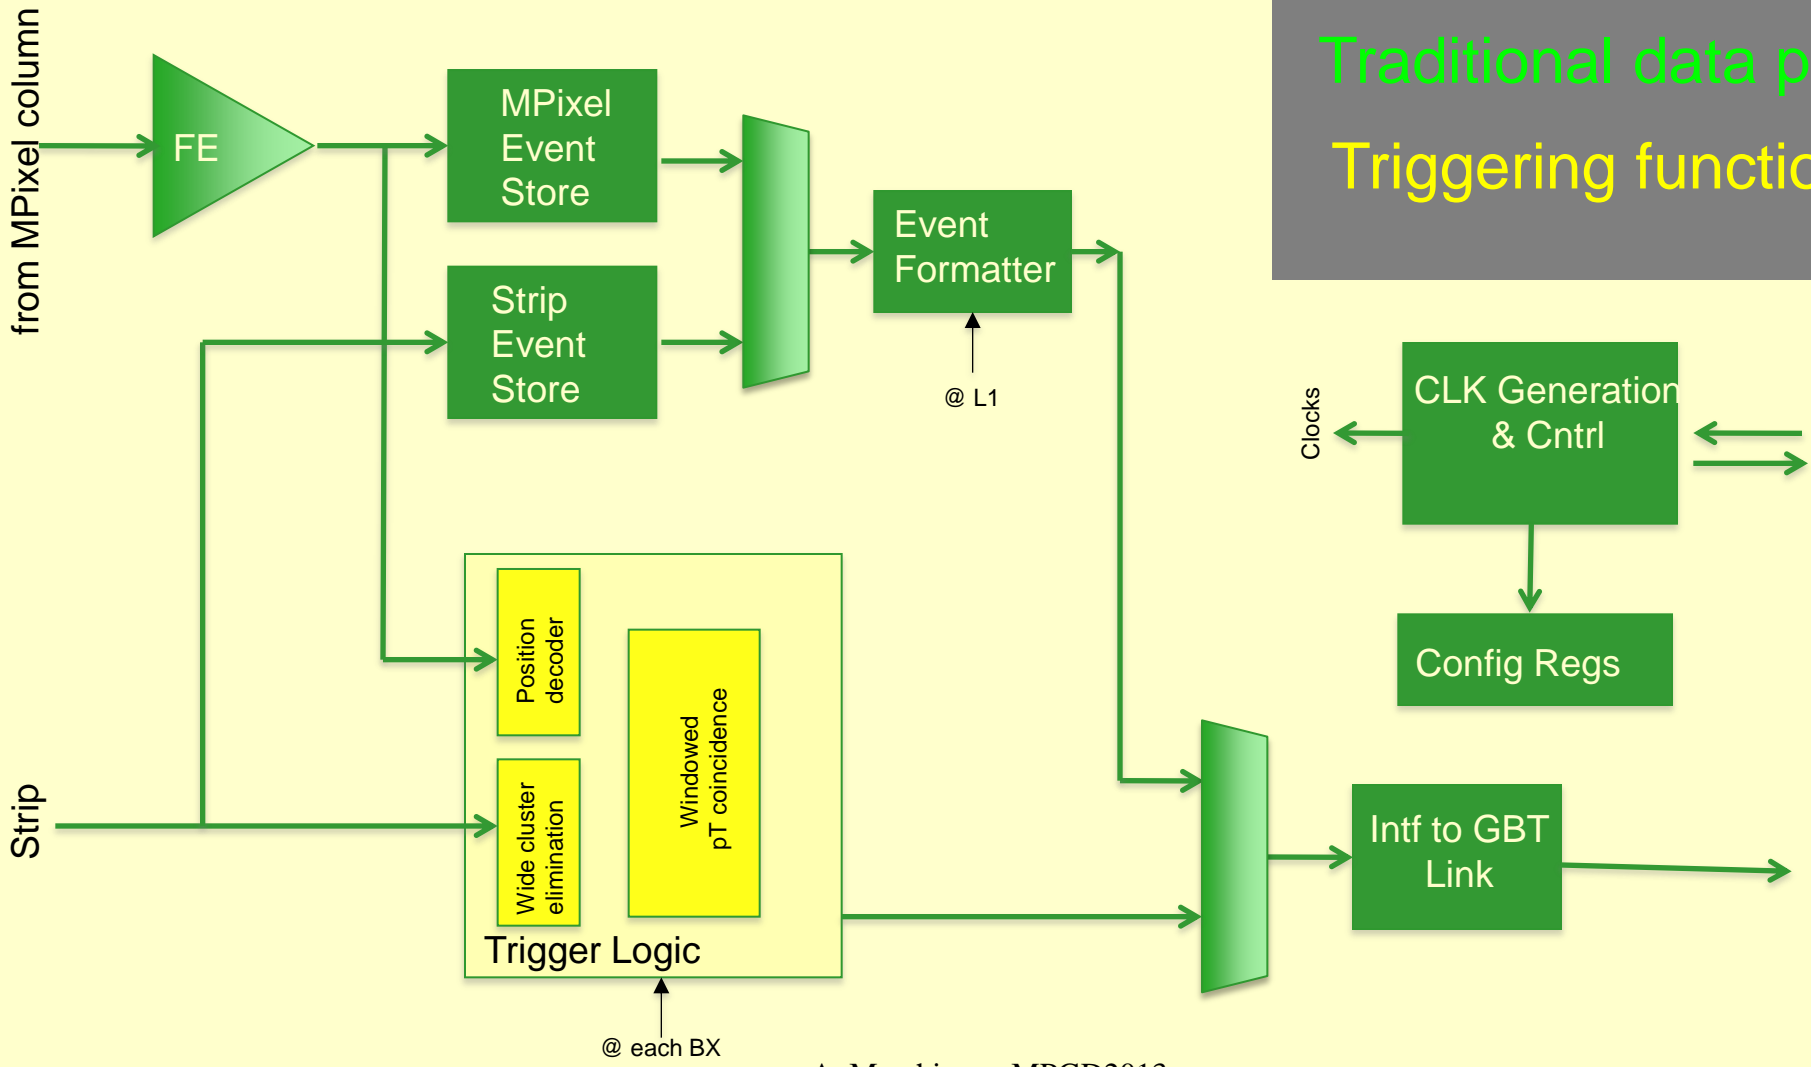 from MPixel column
FE
MPixel
Event
Store
Strip
Event
Store
Event
Formatter
@ L1
Traditional data
Triggering
Clocks
CLK Generation
& Cntrl
Config Regs
Strip
Position
decoder
Wide cluster
elimination
Windowed
pT coincidence
Trigger Logic
@ each BX
Intf to GBT
Link
MPGD2013